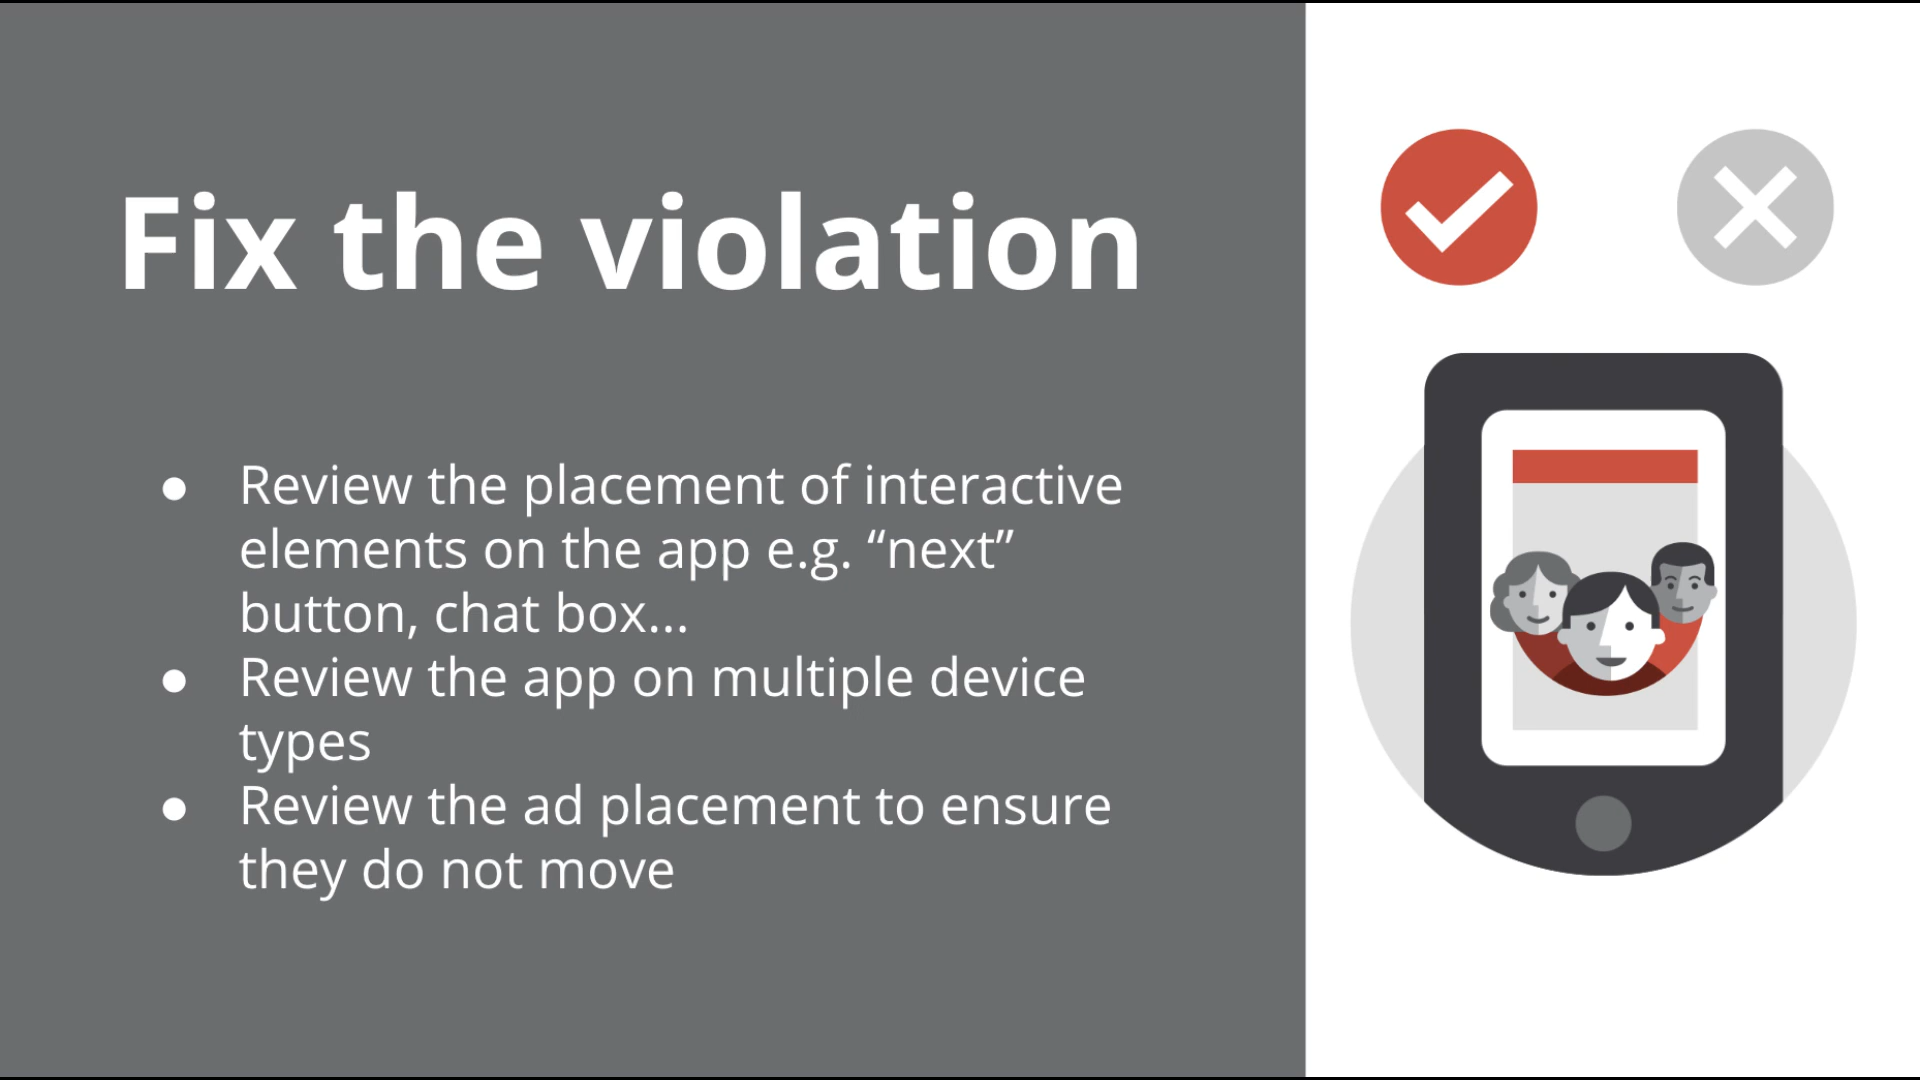 Fix the violation
● Review the placement of interactive
elements on the app e.g. “next”
button, chat box...
● Review the app on multiple device
types
● Review the ad placement to ensure
they do not move